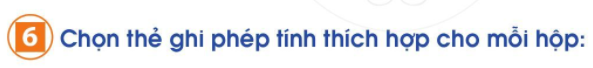 6 Chọn thẻ ghi phép tính thích hợp cho mỗi hộp: